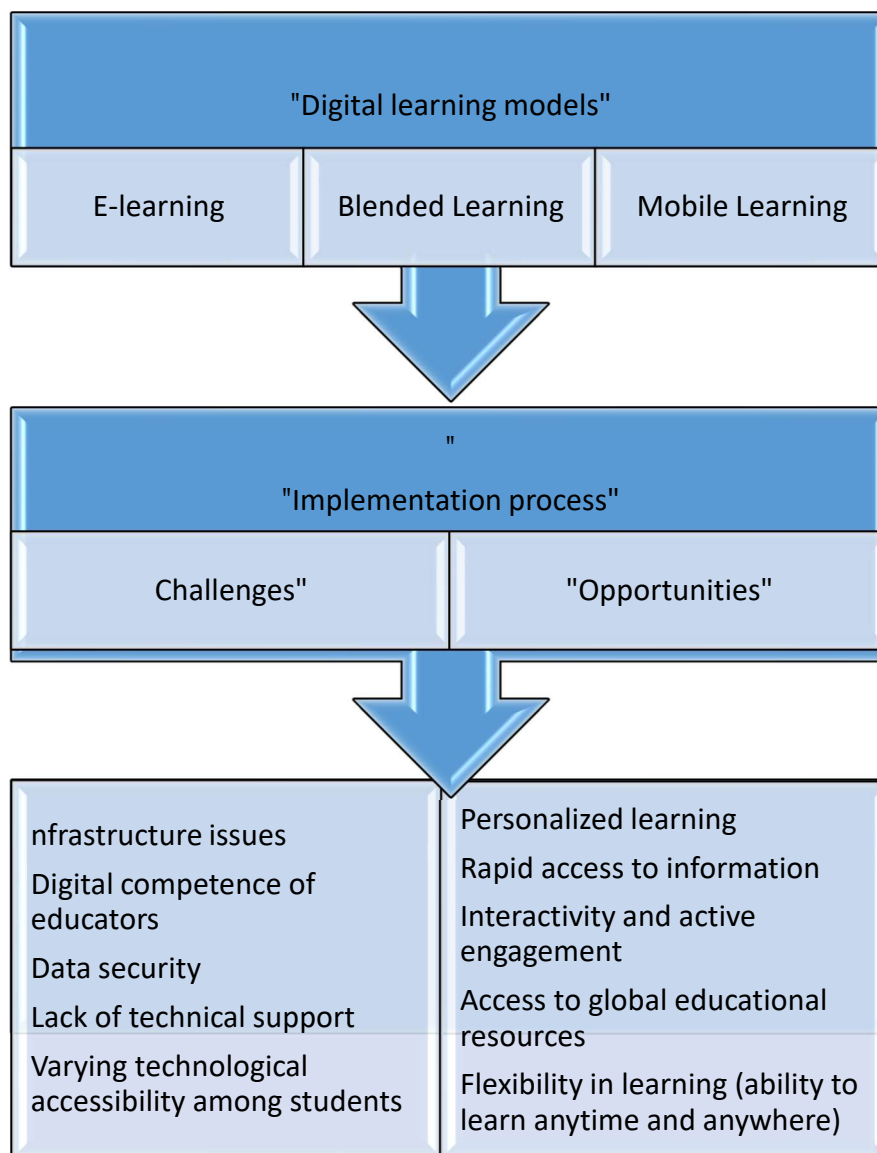 "Digital learning models"
E-learning
Blended Learning
Mobile Learning
"
"Implementation process"
Challenges"
"Opportunities"
nfrastructure issues
Digital competence of
educators
Data security
Lack of technical support
Varying technological
accessibility among students
Personalized learning
Rapid access to information
Interactivity and active
engagement
Access to global educational
resources
Flexibility in learning (ability to
learn anytime and anywhere)